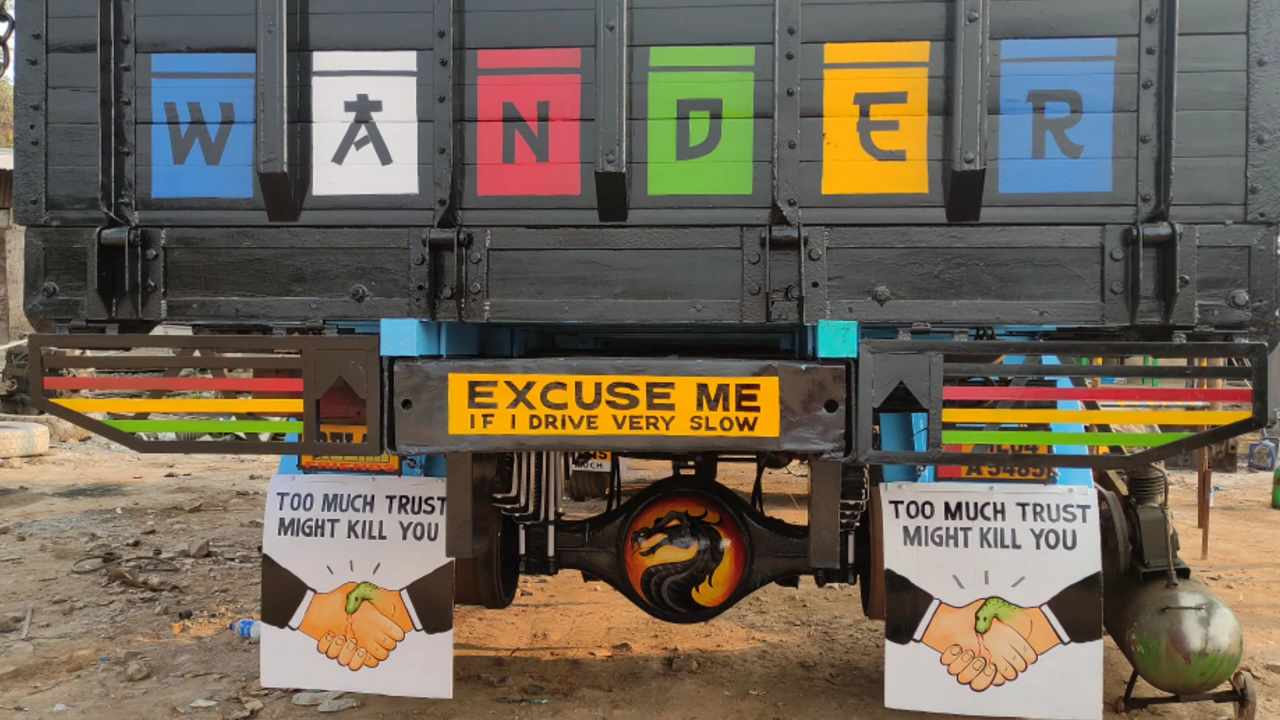 WANDER
EXCUSE ME
IF I DRIVE VERY SLOW
TOO MUCH TRUST
MIGHT KILL YOU
MUCH
TOO MUCH TRUST
MIGHT KILL YOU